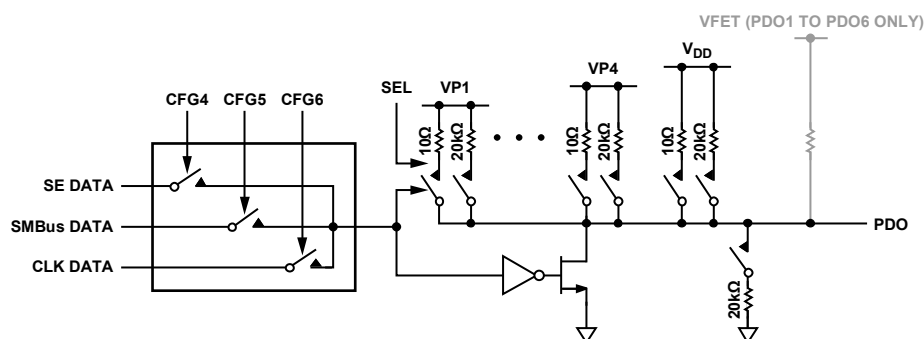 VFET (PDO1 TO PDO6 ONLY)
VDD
VP4
SEL
VP1
CFG4
CFG5
CFG6
10Ω
20kΩ
10Ω
20kΩ
10Ω
20kΩ
SE DATA
SMBus DATA
CLK DATA
PDO
20kΩ